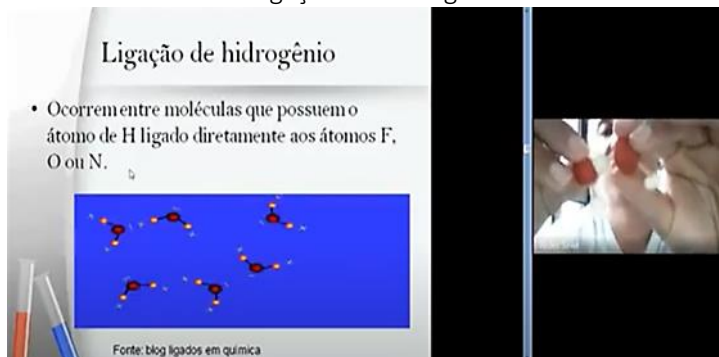 Ligação de hidrogênio
• Ocorrem entre moléculas que possuem o
átomo de H ligado diretamente aos átomos F,
O ou N.
Fonte: blog ligados em química